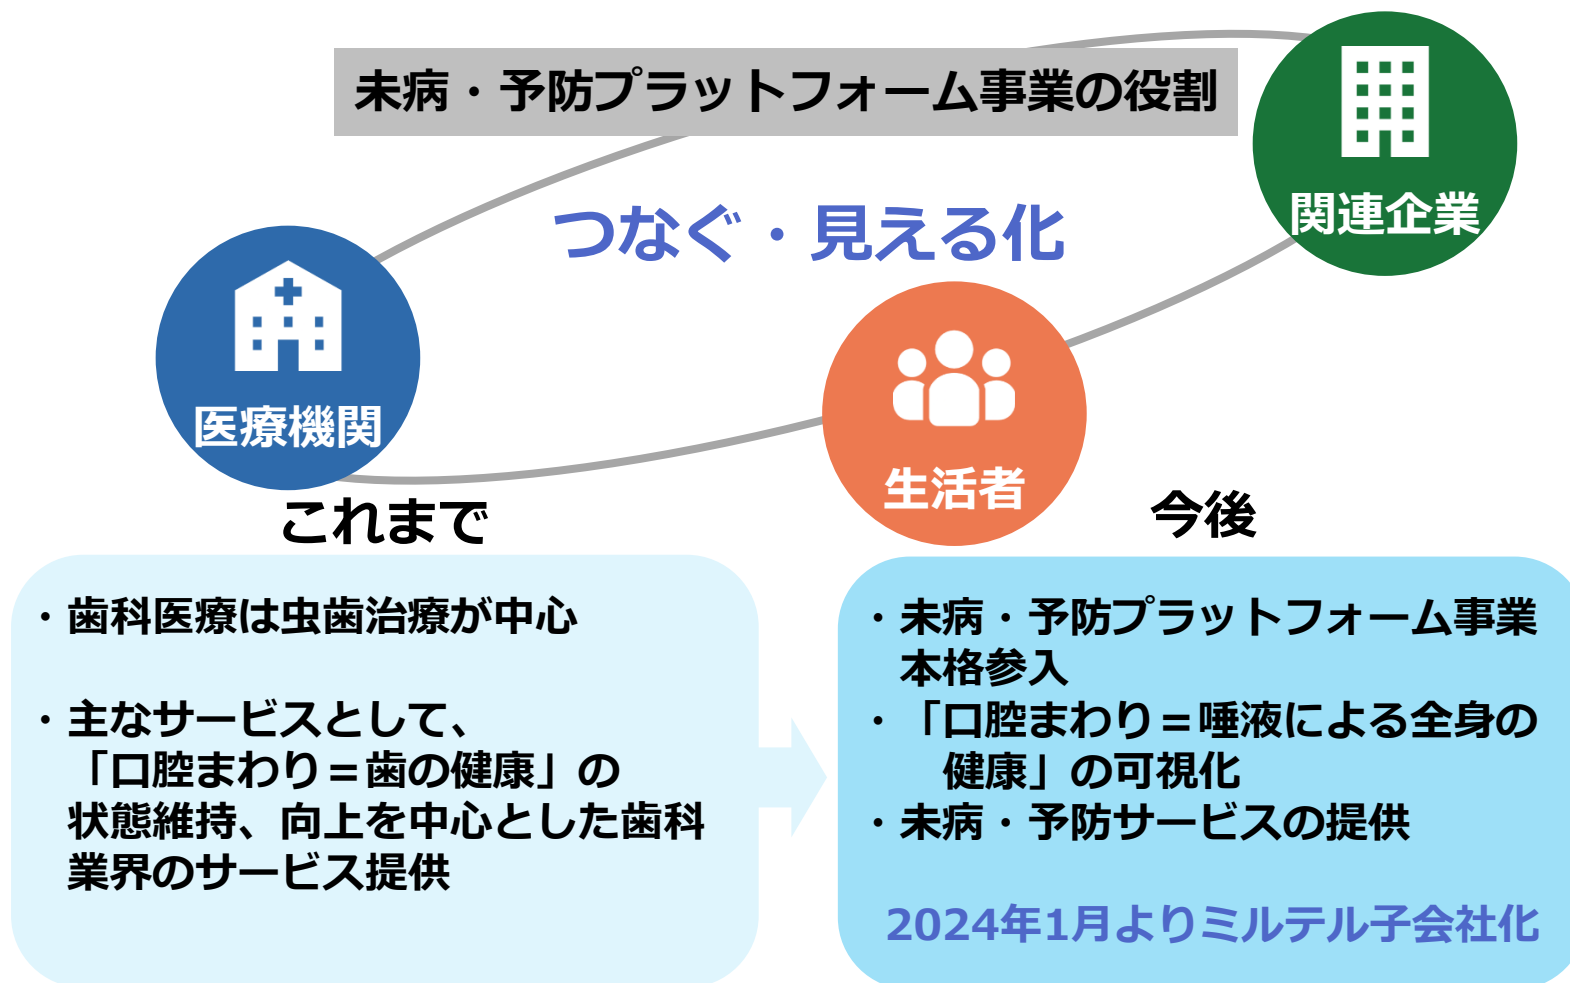 未病・予防プラットフォーム事業の役割
関連企業
つなぐ・見える化
医療機関
生活者
これまで
・歯科医療は虫歯治療が中心
・主なサービスとして、
「口腔まわり＝歯の健康」の
状態維持、向上を中心とした歯科
業界のサービス提供
今後
・未病・予防プラットフォーム事業
本格参入
・「口腔まわり＝唾液による全身の
健康」の可視化
・未病・予防サービスの提供
2024年1月よりミルテル子会社化